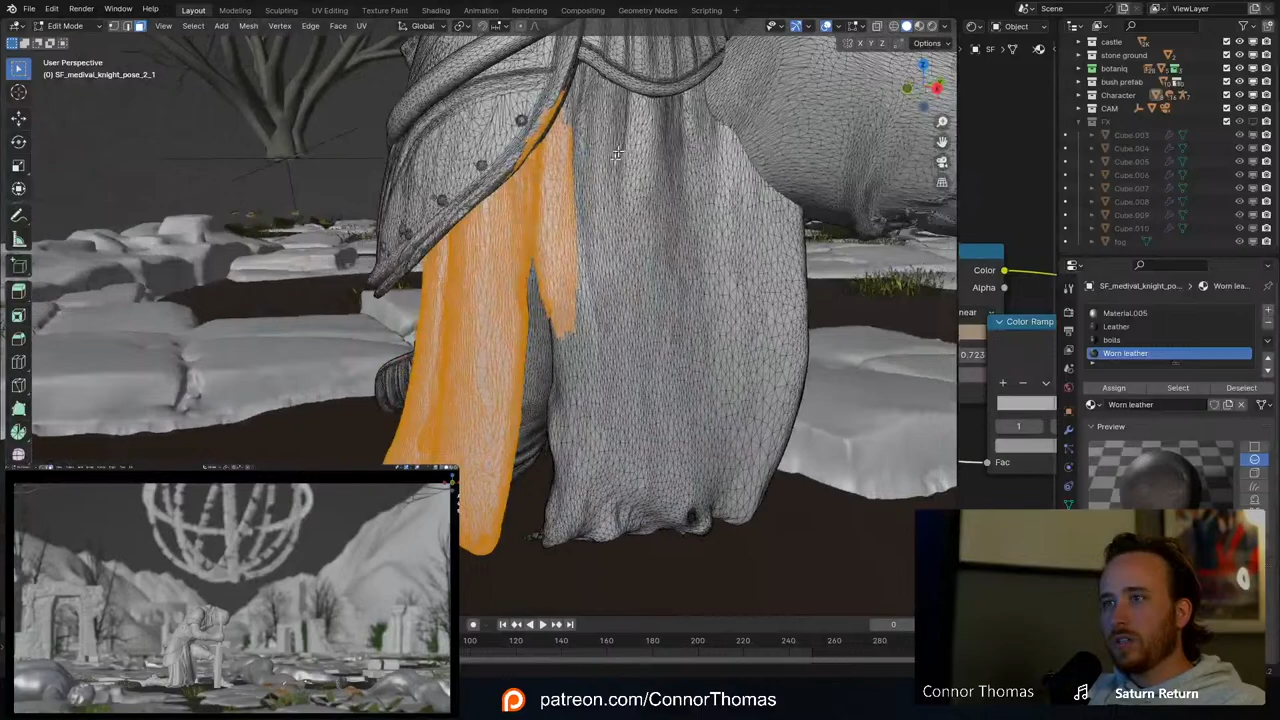 File Edit Render Window Help
Layout Modeling Sculpting UV Editing Texture Paint Shading Animation Rendering Compositing Geometry Nodes Scripting
Scene
ViewLayer
Edit Mode View Select Add Mesh Vertex Edge Face UV
Global
Object
X Y Z
Options
SF
User Perspective
(0) SF_medival_knight_pose_2_1
castle
stone ground
botaniq
bush prefab
Character
CAM
FX
Cube.003
Cube.004
Cube.005
Cube.006
Cube.007
Cube.008
Cube.009
Cube.010
fog
Color
Alpha
near
Color Ramp
0.723
1
Fac
SF_medival_knight_po... Worn lea...
Material.005
Leather
bolts
Worn leather
Assign Select Deselect
Worn leather
Preview
0
100 120 140 160 180 200 220 240 260 280
patreon.com/ConnorThomas
Connor Thomas
Saturn Return